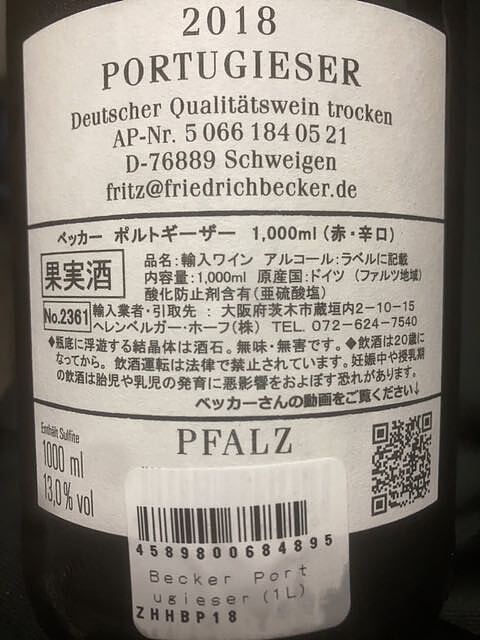 2018
PORTUGIESER
Deutscher Qualitätswein trocken
AP-Nr. 5 066 184 05 21
D-76889 Schweigen
fritz@friedrichbecker.de
ベッカー ポルトギーザー 1,000ml (赤・辛口)
果実酒
品名:輸入ワイン アルコール:ラベルに記載
内容量:1,000ml 原産国:ドイツ (ファルツ地域)
酸化防止剤含有(亜硫酸塩)
No.2361
輸入業者・引取先 : 大阪府茨木市蔵垣内2-10-15
ヘレンベルガー・ホーフ(株) TEL. 072-624-7540
◆瓶底に浮遊する結晶体は酒石。無味・無害です。◆飲酒は20歳に
なってから。飲酒運転は法律で禁止されています。妊娠中や授乳期
の飲酒は胎児や乳児の発育に悪影響をおよぼす恐れがあります。
ベッカーさんの動画をご覧ください↓
Enthält Sulfite
1000 ml
13,0% vol
PFALZ
4589800684895
Becker Port
ugieser (1L)
ZHHBP18